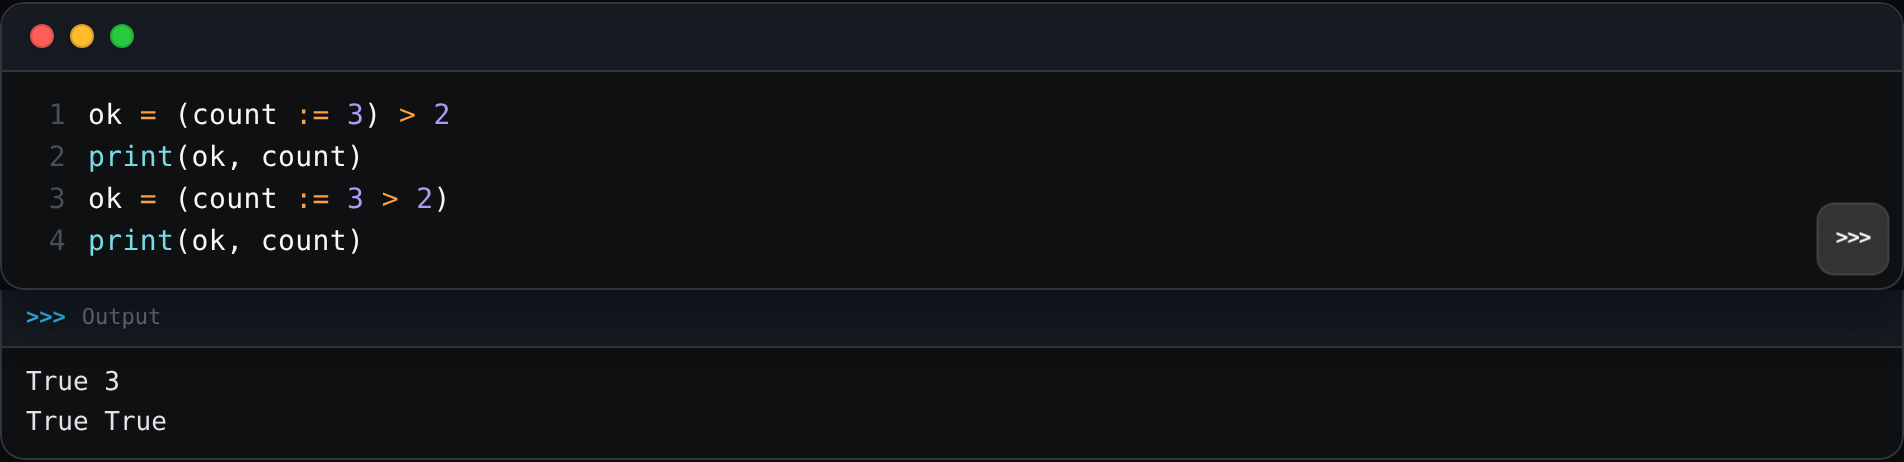 1 ok = (count := 3) > 2
2 print(ok, count)
3 ok = (count := 3 > 2)
4 print(ok, count)
>>>
>>> Output
True 3
True True